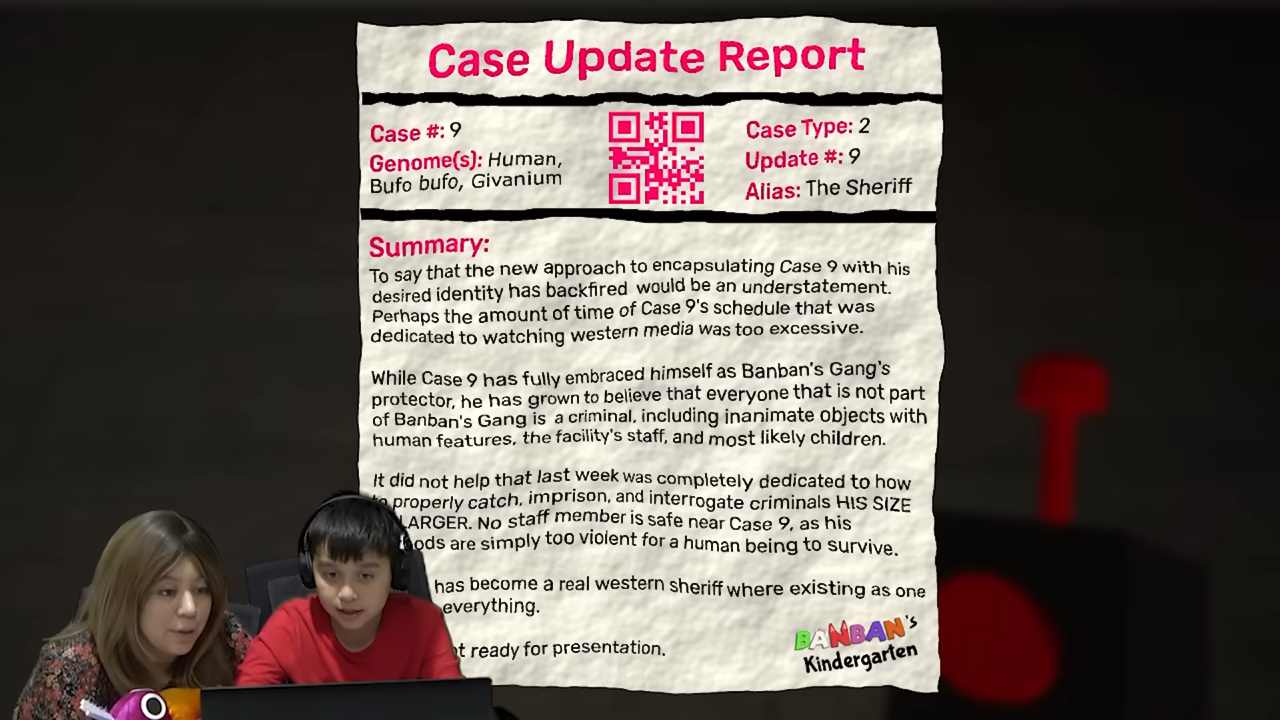 Case Update Report
Case #: 9
Genome(s): Human,
Bufo bufo, Givanium
Case Type: 2
Update #: 9
Alias: The Sheriff
Summary:
To say that the new approach to encapsulating Case 9 with his
desired identity has backfired would be an understatement.
Perhaps the amount of time of Case 9's schedule that was
dedicated to watching western media was too excessive.
While Case 9 has fully embraced himself as Banban's Gang's
protector, he has grown to believe that everyone that is not part
of Banban's Gang is a criminal, including inanimate objects with
human features, the facility's staff, and most likely children.
It did not help that last week was completely dedicated to how
properly catch, imprison, and interrogate criminals HIS SIZE
LARGER. No staff member is safe near Case 9, as his
are simply too violent for a human being to survive.
has become a real western sheriff where existing as one
everything.
ready for presentation.
BANBAN'S
Kindergarten